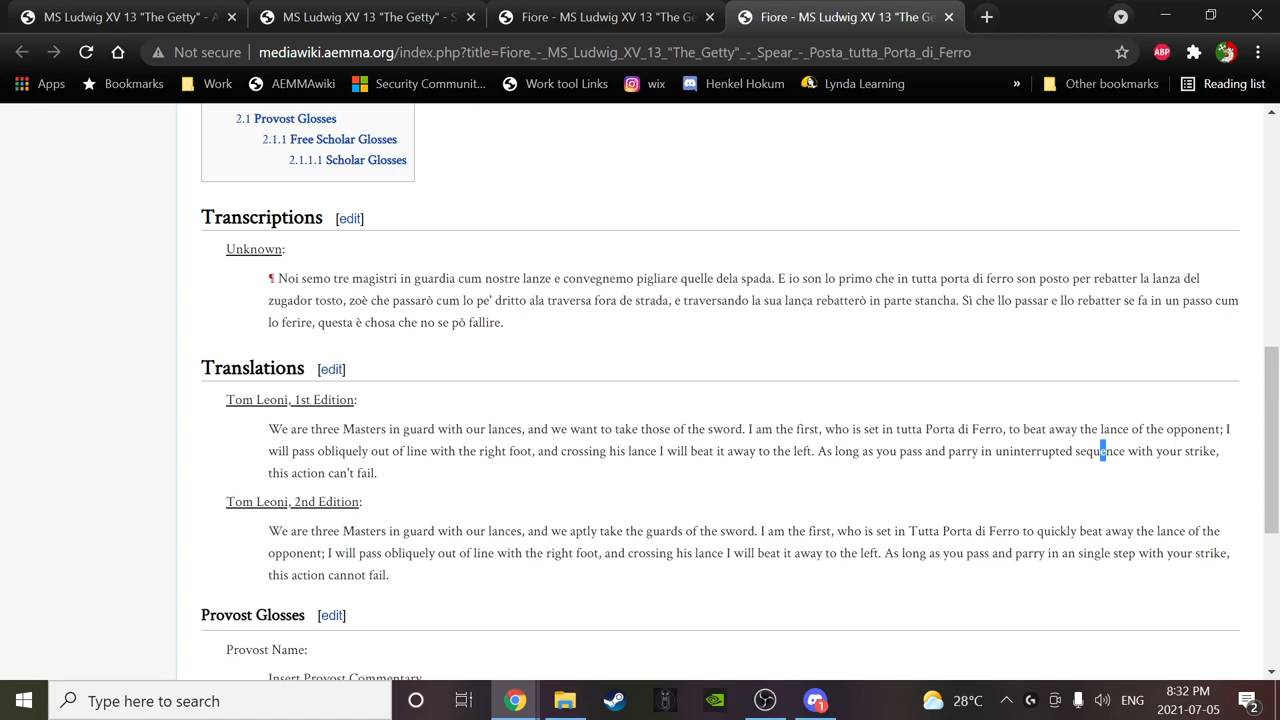 MS Ludwig XV 13 "The Getty" - A
MS Ludwig XV 13 "The Getty" - S
Fiore - MS Ludwig XV 13 "The Ge
Fiore - MS Ludwig XV 13 "The Ge
Not secure
mediawiki.aemma.org/index.php?title=Fiore_-_MS_Ludwig_XV_13_"The_Getty"_-_Spear_-_Posta_tutta_Porta_di_Ferro
ABP
Apps
Bookmarks
Work
AEMMAwiki
Security Communit...
Work tool Links
wix
Henkel Hokum
Lynda Learning
»
Other bookmarks
Reading list
2.1 Provost Glosses
2.1.1 Free Scholar Glosses
2.1.1.1 Scholar Glosses
Transcriptions [edit]
Unknown:
¶ Noi semo tre magistri in guardia cum nostre lanze e convegnemo pigliare quelle dela spada. E io son lo primo che in tutta porta di ferro son posto per rebatter la lanza del
zugador tosto, zoè che passarò cum lo pe' dritto ala traversa fora de strada, e traversando la sua lança rebatterò in parte stancha. Sì che llo passar e llo rebatter se fa in un passo cum
lo ferire, questa è chosa che no se pò fallire.
Translations [edit]
Tom Leoni, 1st Edition:
We are three Masters in guard with our lances, and we want to take those of the sword. I am the first, who is set in tutta Porta di Ferro, to beat away the lance of the opponent; I
will pass obliquely out of line with the right foot, and crossing his lance I will beat it away to the left. As long as you pass and parry in uninterrupted sequence with your strike,
this action can't fail.
Tom Leoni, 2nd Edition:
We are three Masters in guard with our lances, and we aptly take the guards of the sword. I am the first, who is set in Tutta Porta di Ferro to quickly beat away the lance of the
opponent; I will pass obliquely out of line with the right foot, and crossing his lance I will beat it away to the left. As long as you pass and parry in an single step with your strike,
this action cannot fail.
Provost Glosses [edit]
Provost Name:
Insert Provost Commentary
Type here to search
1
28°C
ENG
8:32 PM
2021-07-05
2